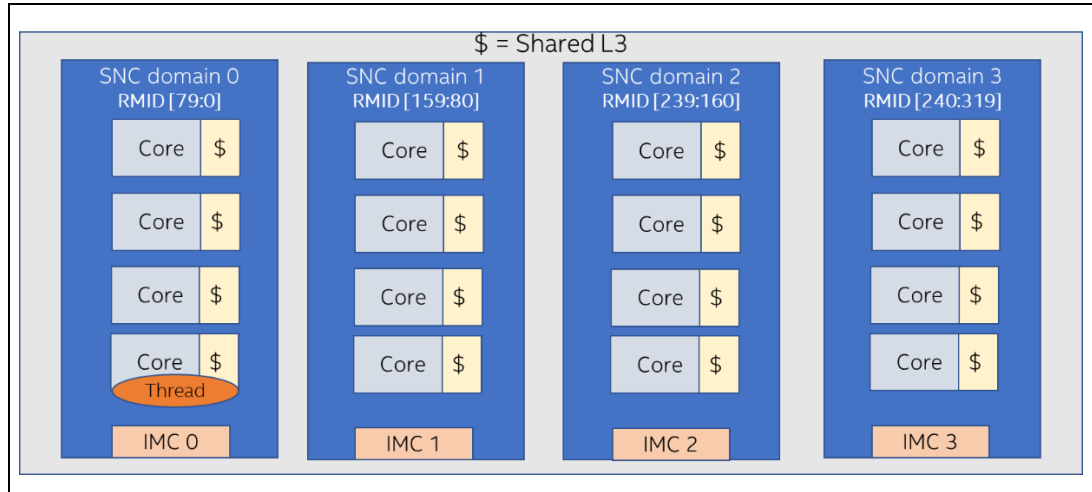 $ = Shared L3
SNC domain 0
RMID [79:0]
Core $
Core $
Core $
Core $
Thread
IMC 0
SNC domain 1
RMID [159:80]
Core $
Core $
Core $
Core $
IMC 1
SNC domain 2
RMID [239:160]
Core $
Core $
Core $
Core $
IMC 2
SNC domain 3
RMID [240:319]
Core $
Core $
Core $
Core $
IMC 3